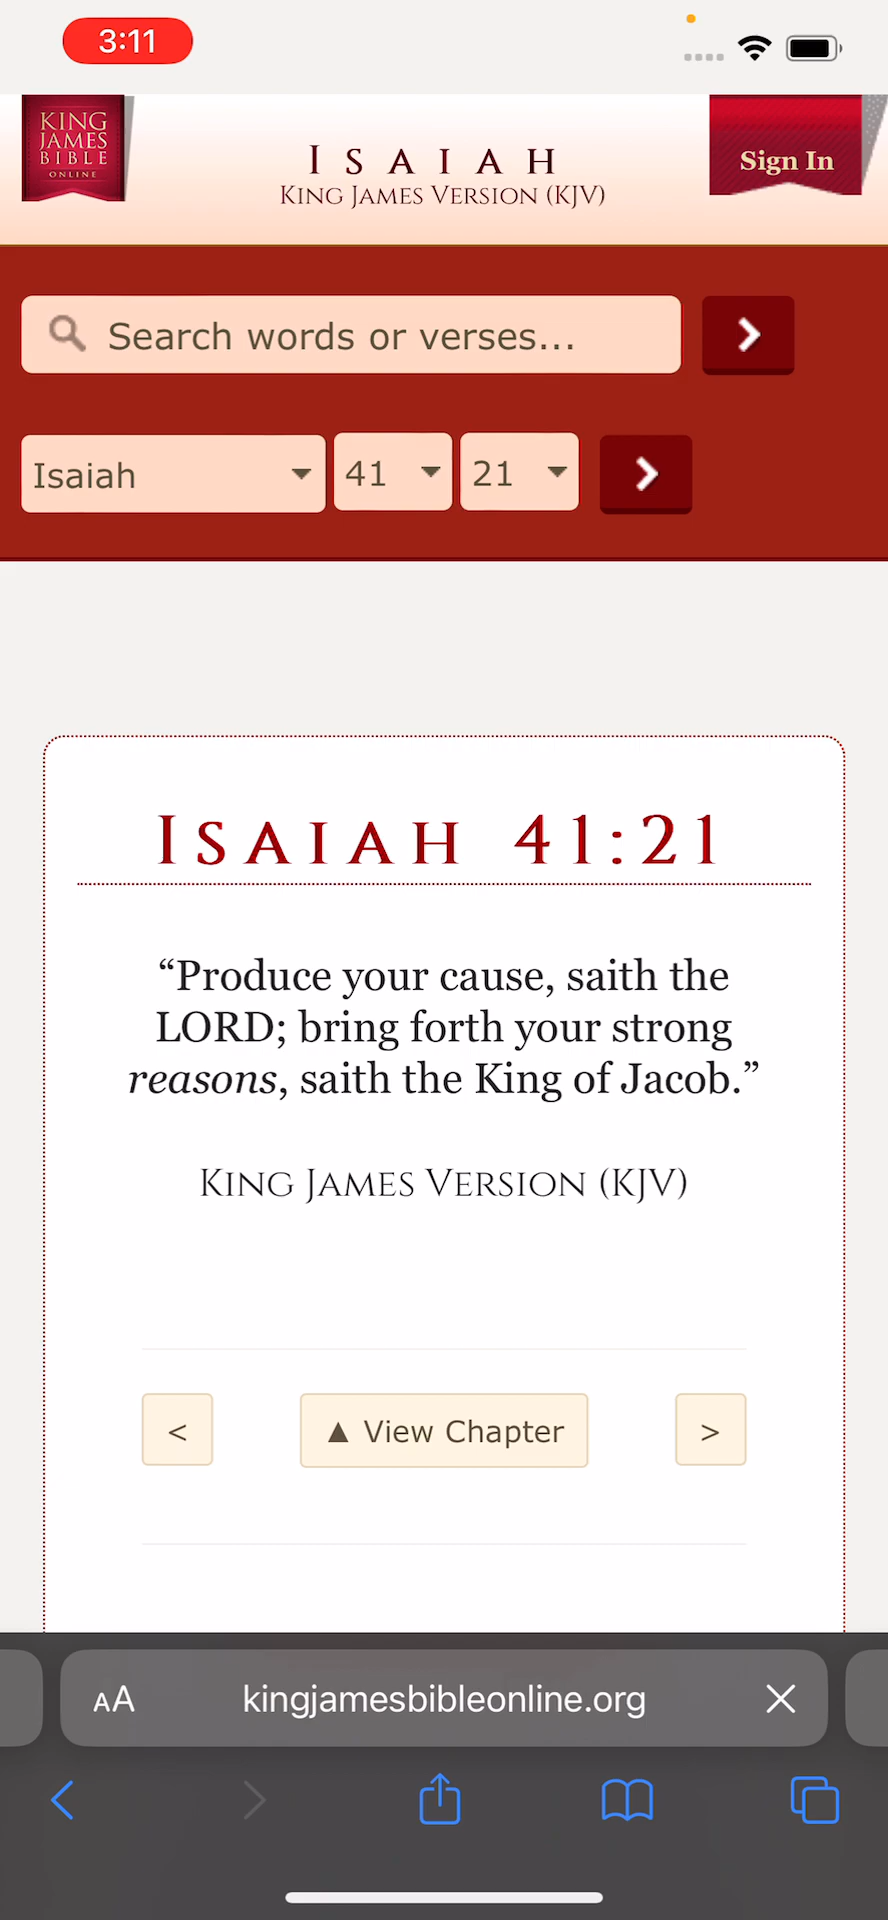 3:11
KING
JAMES
BIBLE
ONLINE
ISAIAH
KING JAMES VERSION (KJV)
Sign In
Search words or verses...
Isaiah
41
21
ISAIAH 41:21
“Produce your cause, saith the
LORD; bring forth your strong
reasons, saith the King of Jacob.”
KING JAMES VERSION (KJV)
<
▲ View Chapter
>
AA
kingjamesbibleonline.org